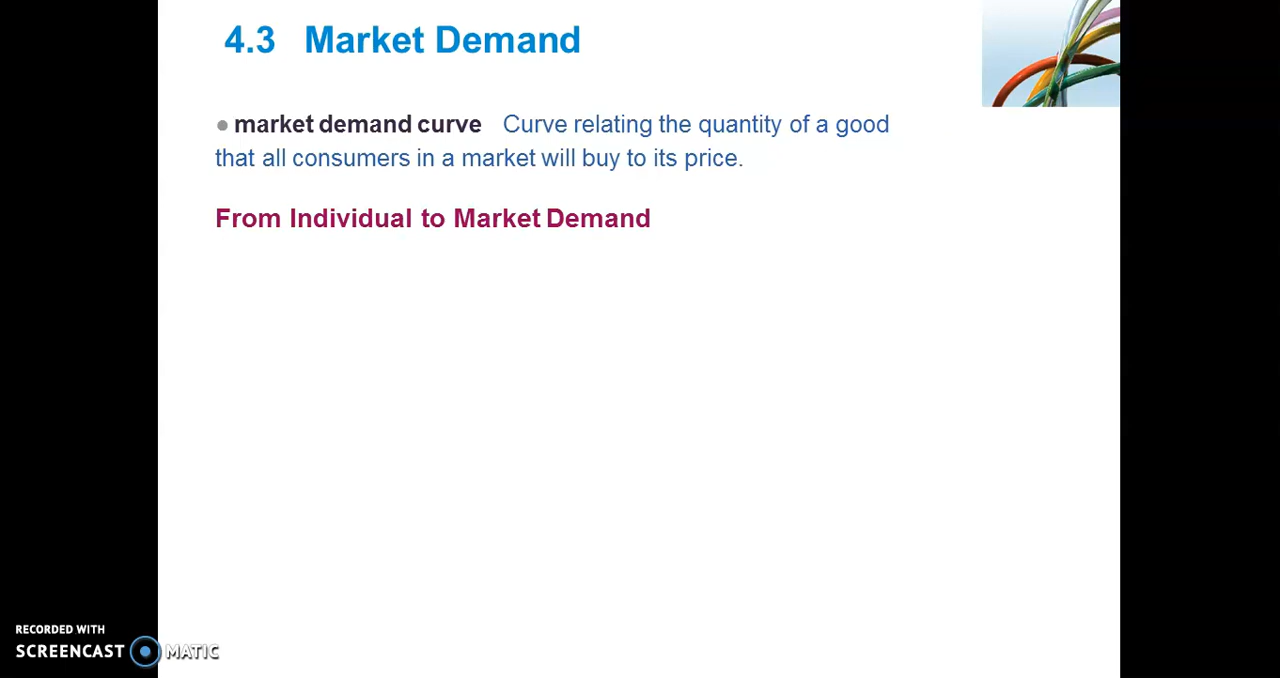 4.3 Market Demand
● market demand curve Curve relating the quantity of a good
that all consumers in a market will buy to its price.
From Individual to Market Demand
RECORDED WITH
SCREENCAST MATIC